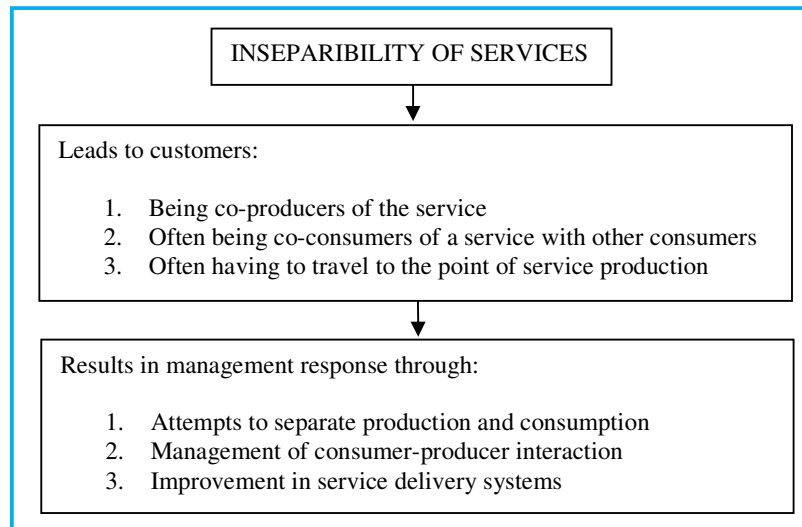 INSEPARIBILITY OF SERVICES
Leads to customers:
1. Being co-producers of the service
2. Often being co-consumers of a service with other consumers
3. Often having to travel to the point of service production
Results in management response through:
1. Attempts to separate production and consumption
2. Management of consumer-producer interaction
3. Improvement in service delivery systems